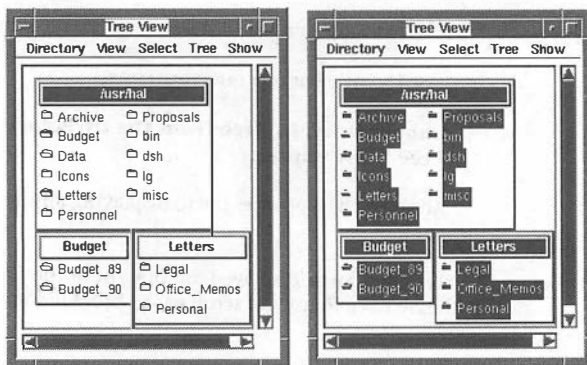 Tree View
Directory View Select Tree Show
/usr/hal
Archive Proposals
Budget bin
Data dsh
Icons lg
Letters misc
Personnel
Budget Letters
Budget_89 Legal
Budget_90 Office_Memos
Personal
Tree View
Directory View Select Tree Show
/usr/hal
Archive Proposals
Budget bin
Data dsh
Icons lg
Letters misc
Personnel
Budget Letters
Budget_89 Legal
Budget_90 Office_Memos
Personal